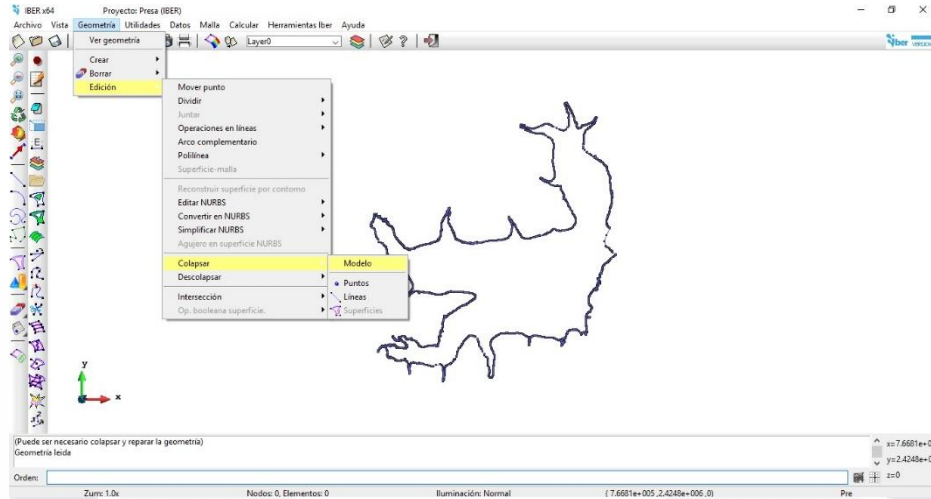 IBER x64 Proyecto: Presa (IBER)
Archivo Vista Geometría Utilidades Datos Malla Calcular Herramientas Iber Ayuda
Ver geometría
Layer0
Iber
Crear
Borrar
Edición
Mover punto
Dividir
Juntar
Operaciones en líneas
Arco complementario
Polilínea
Superficie-malla
Reconstruir superficie por contorno
Editar NURBS
Convertir en NURBS
Simplificar NURBS
Agujero en superficie NURBS
Colapsar
Modelo
Descolapsar
Puntos
Intersección
Líneas
Op. booleana superficie.
Superficies
y
x
(Puede ser necesario colapsar y reparar la geometría)
Geometría leida
x=7.6681e+0
y=2.4248e+0
z=0
Orden:
Zum: 1.0x Nodos: 0, Elementos: 0 Iluminación: Normal ( 7.6681e+005 ,2.4248e+006 ,0) Pre